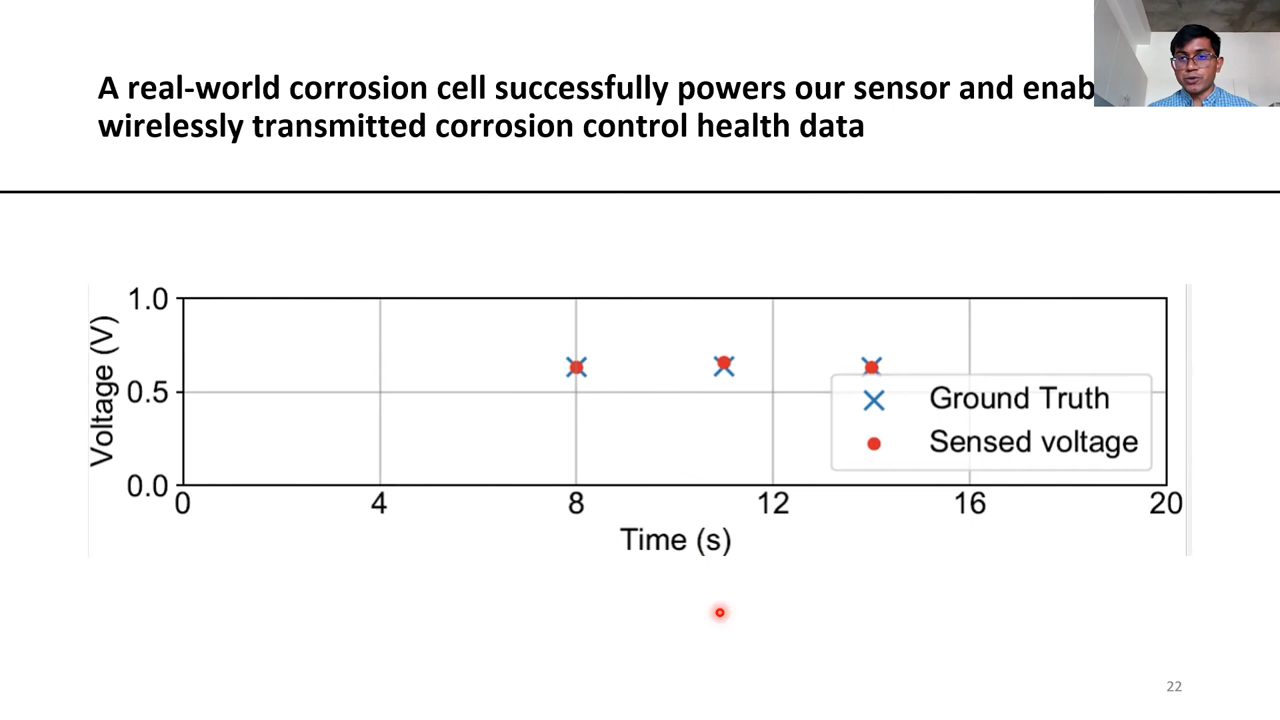 A real-world corrosion cell successfully powers our sensor and enab
wirelessly transmitted corrosion control health data
1.0
0.5
0.0
Voltage (V)
Ground Truth
Sensed voltage
0 4 8 12 16 20
Time (s)
22